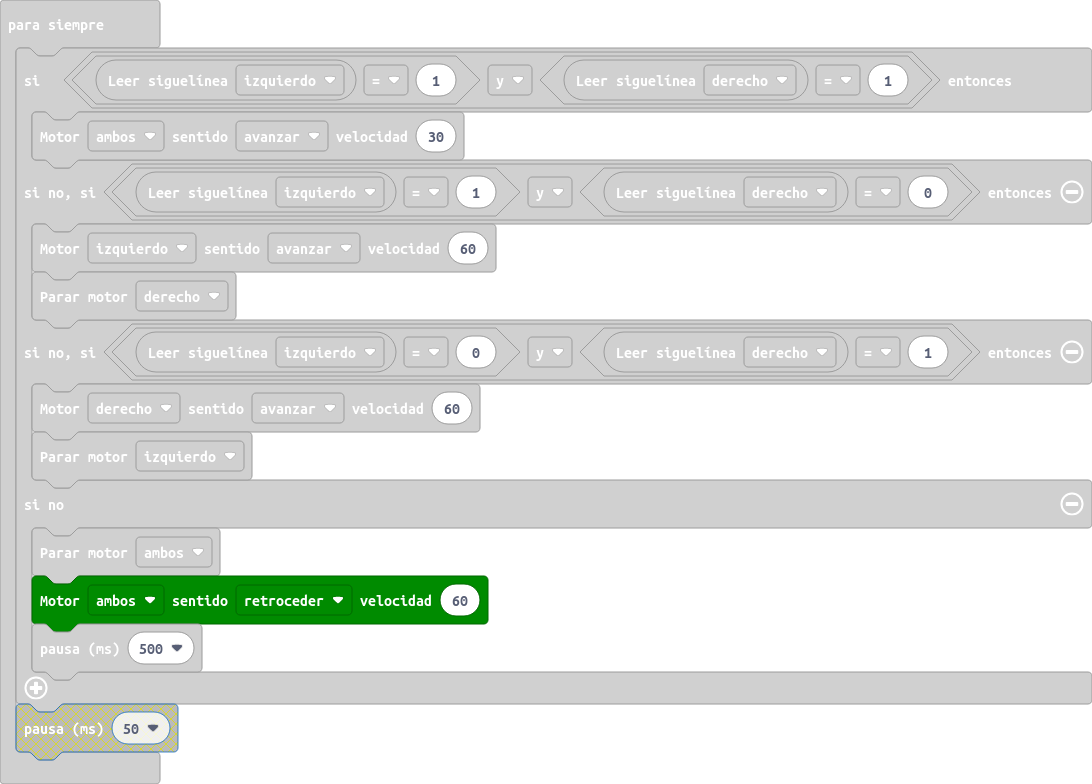 para siempre
si Leer siguelínea izquierdo = 1 y Leer siguelínea derecho = 1 entonces
Motor ambos sentido avanzar velocidad 30
si no, si Leer siguelínea izquierdo = 1 y Leer siguelínea derecho = 0 entonces
Motor izquierdo sentido avanzar velocidad 60
Parar motor derecho
si no, si Leer siguelínea izquierdo = 0 y Leer siguelínea derecho = 1 entonces
Motor derecho sentido avanzar velocidad 60
Parar motor izquierdo
si no
Parar motor ambos
Motor ambos sentido retroceder velocidad 60
pausa (ms) 500
pausa (ms) 50